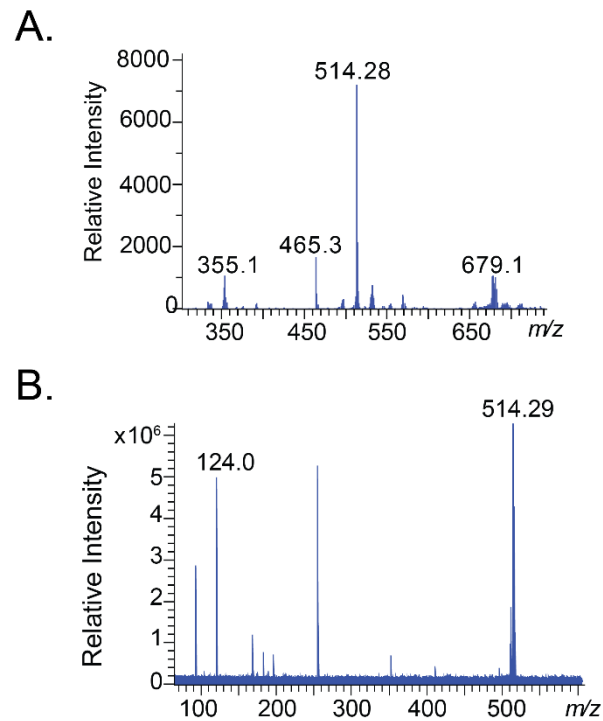 A.
Relative Intensity
8000
6000
4000
2000
0
514.28
465.3
355.1
679.1
350 450 550 650 m/z
B.
Relative Intensity
x10⁶
5
4
3
2
1
0
124.0
514.29
100 200 300 400 500 m/z